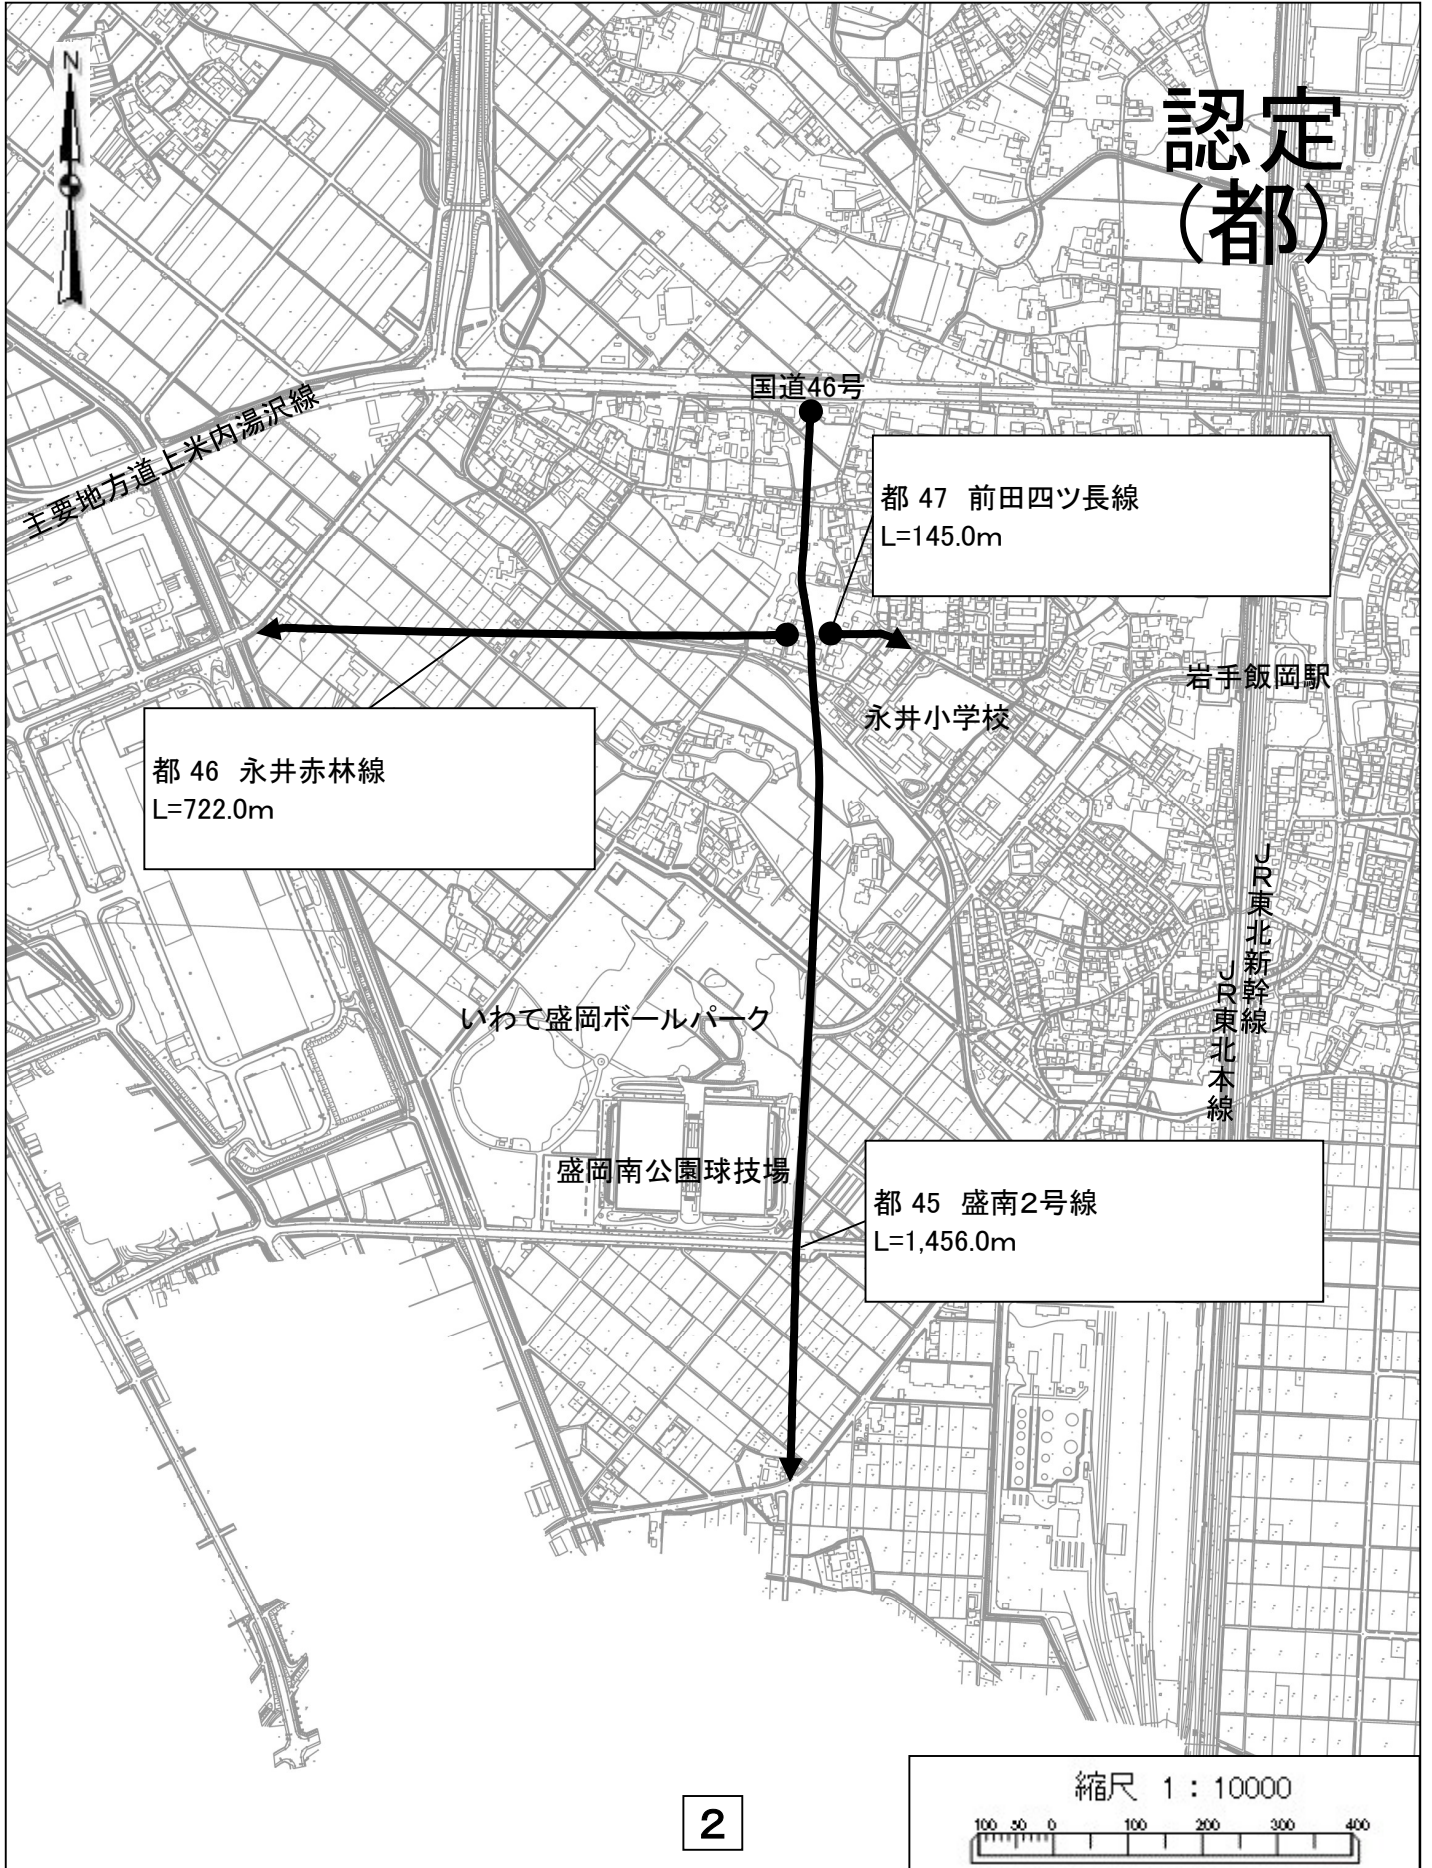 N
認定
（都）
国道46号
主要地方道上米内湯沢線
都 47 前田四ツ長線
L=145.0m
岩手飯岡駅
永井小学校
都 46 永井赤林線
L=722.0m
JR東北新幹線
JR東北本線
いわて盛岡ボールパーク
盛岡南公園球技場
都 45 盛南2号線
L=1,456.0m
縮尺 1：10000
100 50 0 100 200 300 400
2